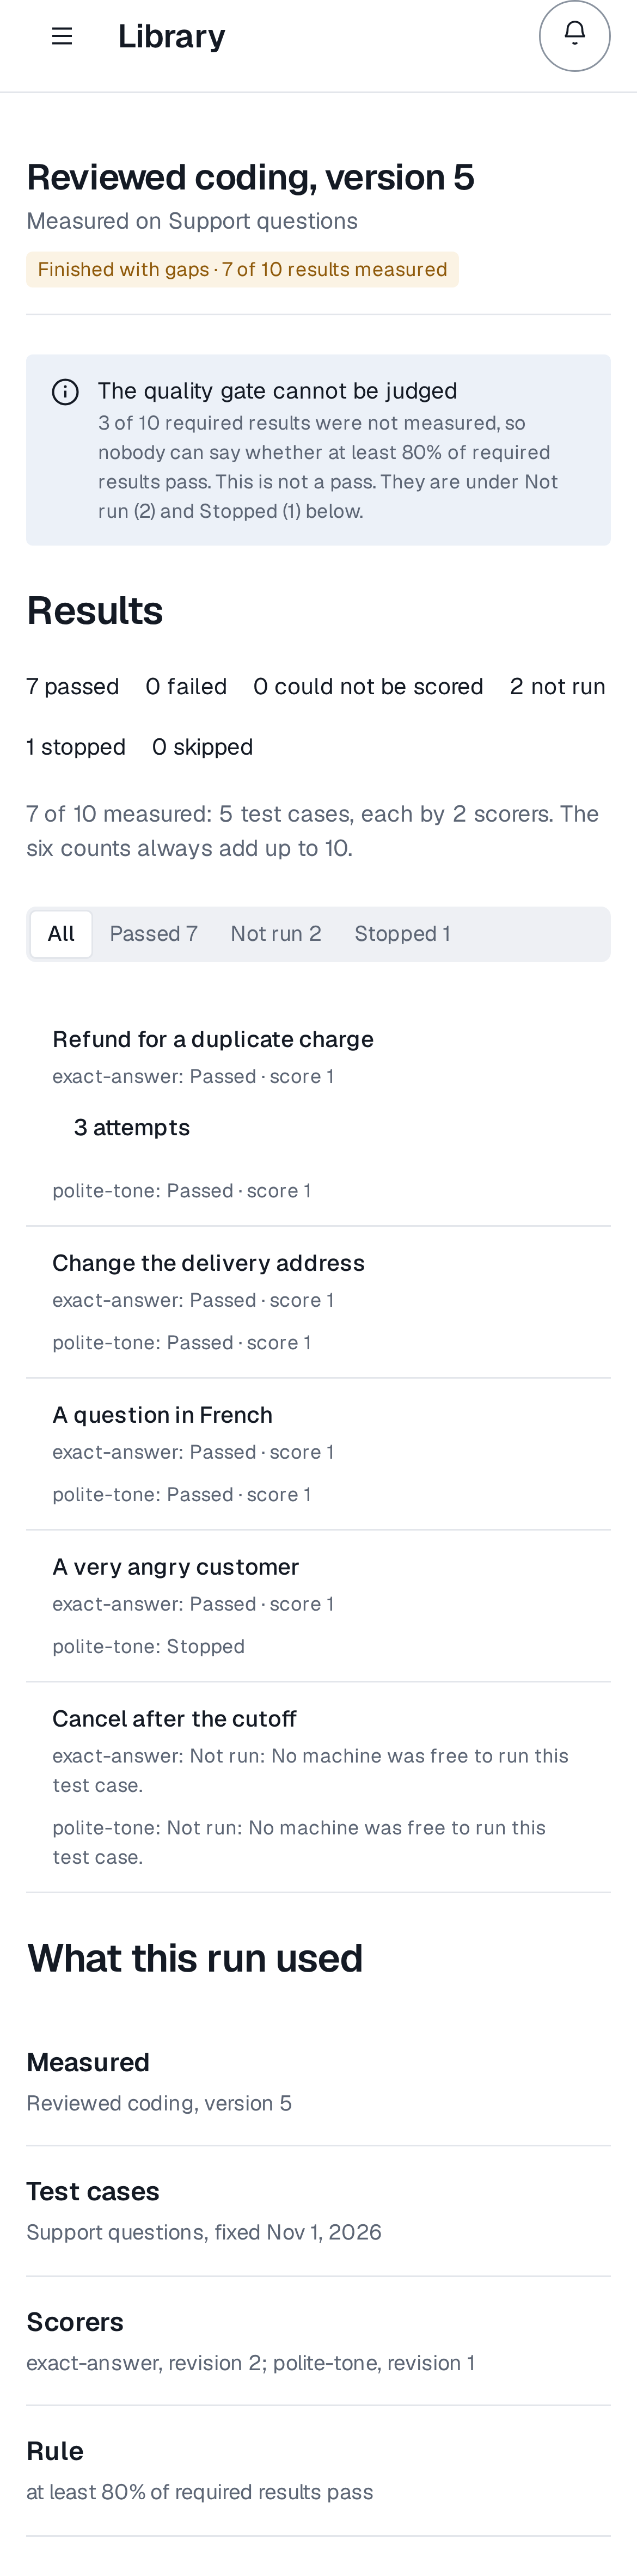 Library
Reviewed coding, version 5
Measured on Support questions
Finished with gaps · 7 of 10 results measured
The quality gate cannot be judged
3 of 10 required results were not measured, so
nobody can say whether at least 80% of required
results pass. This is not a pass. They are under Not
run (2) and Stopped (1) below.
Results
7 passed 0 failed 0 could not be scored 2 not run
1 stopped 0 skipped
7 of 10 measured: 5 test cases, each by 2 scorers. The
six counts always add up to 10.
All Passed 7 Not run 2 Stopped 1
Refund for a duplicate charge
exact-answer: Passed · score 1
3 attempts
polite-tone: Passed · score 1
Change the delivery address
exact-answer: Passed · score 1
polite-tone: Passed · score 1
A question in French
exact-answer: Passed · score 1
polite-tone: Passed · score 1
A very angry customer
exact-answer: Passed · score 1
polite-tone: Stopped
Cancel after the cutoff
exact-answer: Not run: No machine was free to run this
test case.
polite-tone: Not run: No machine was free to run this
test case.
What this run used
Measured
Reviewed coding, version 5
Test cases
Support questions, fixed Nov 1, 2026
Scorers
exact-answer, revision 2; polite-tone, revision 1
Rule
at least 80% of required results pass